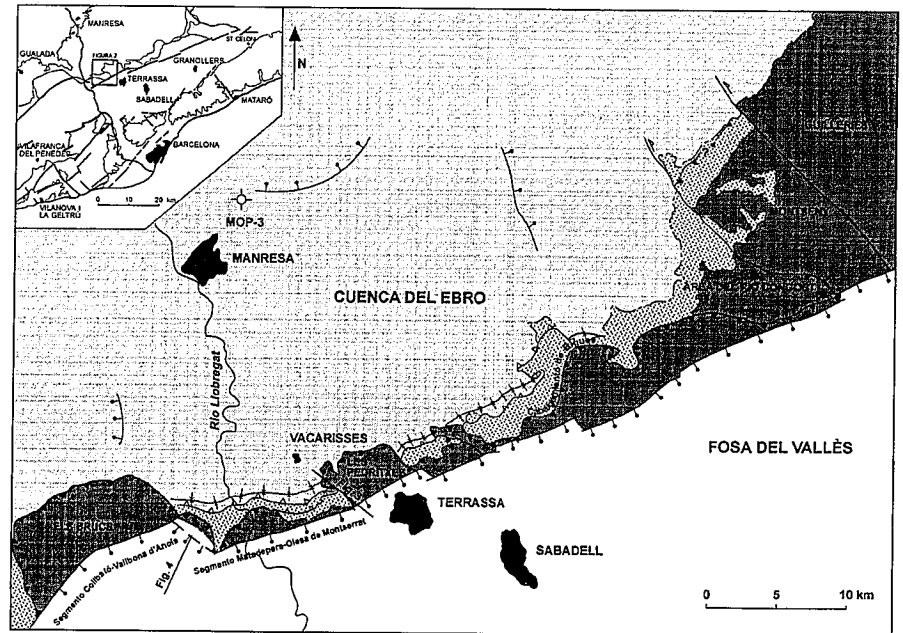 MANRESA
ST CELONI
GUALADA
FIGURA 2
GRANOLLERS
TERRASSA
SABADELL
MATARÓ
BARCELONA
VILAFRANCA
DEL PENEDÈS
VILANOVA I
LA GELTRÚ
0 10 20 km
N
MOP-3
MANRESA
CUENCA DEL EBRO
Río Llobregat
VACARISSES
FOSA DEL VALLÈS
TERRASSA
SABADELL
Segmento Collbató-Vallbona d'Anoia
FIG. 4
Segmento Matadepera-Olesa de Montserrat
0 5 10 km